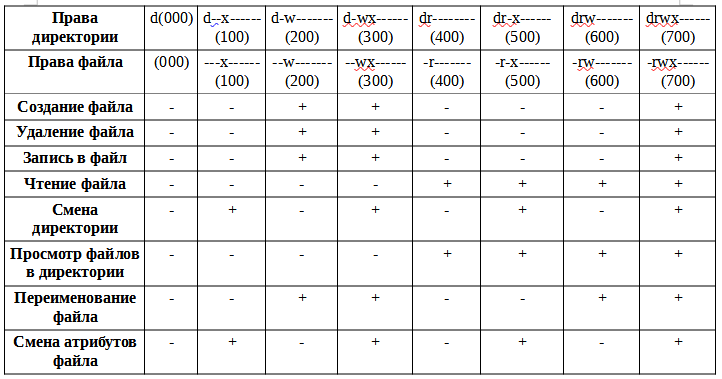 Права d(000) d--x------ d-w------- d-wx------ dr-------- dr-x------ drw------- drwx------
директории (100) (200) (300) (400) (500) (600) (700)
Права файла (000) ---x------ --w------- --wx------ -r------- -r-x------ -rw------- -rwx------
(100) (200) (300) (400) (500) (600) (700)
Создание файла - - + + - - - +
Удаление файла - - + + - - - +
Запись в файл - - + + - - - +
Чтение файла - - - - + + + +
Смена - + - + - + - +
директории
Просмотр файлов - - - - + + + +
в директории
Переименование - - + + - - + +
файла
Смена атрибутов - + - + - + - +
файла